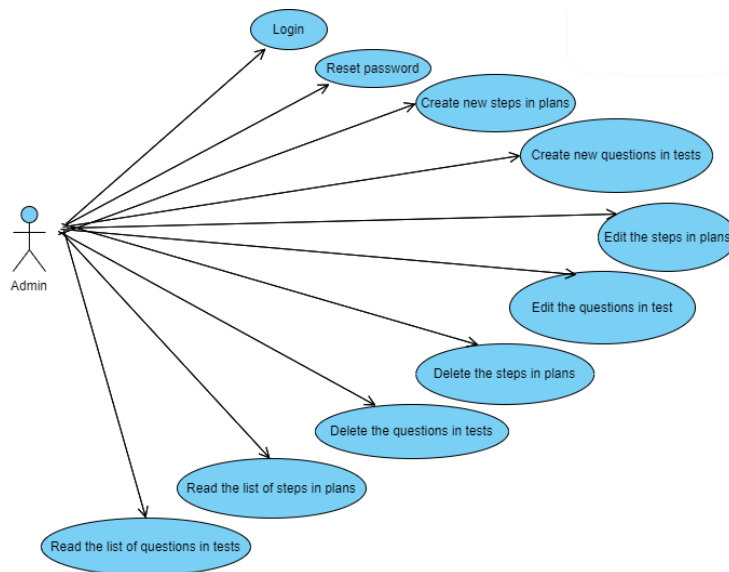 Login
Reset password
Create new steps in plans
Create new questions in tests
Edit the steps in plans
Admin
Edit the questions in test
Delete the steps in plans
Delete the questions in tests
Read the list of steps in plans
Read the list of questions in tests